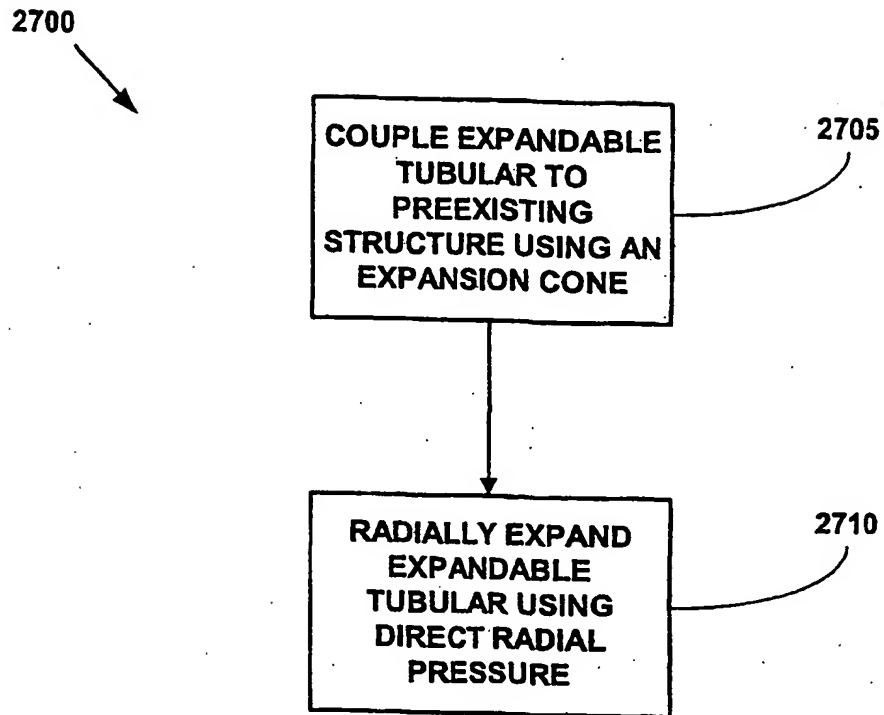 2700
COUPLE EXPANDABLE
TUBULAR TO
PREEXISTING
STRUCTURE USING AN
EXPANSION CONE
2705
RADIALLY EXPAND
EXPANDABLE
TUBULAR USING
DIRECT RADIAL
PRESSURE
2710